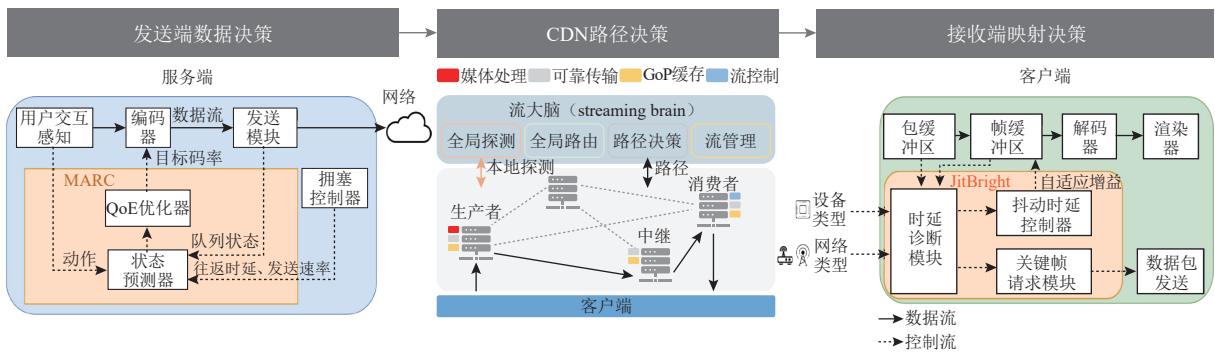 发送端数据决策
CDN路径决策
接收端映射决策
服务端
用户交互
感知
编码
器
数据流
发送
模块
网络
目标码率
MARC
拥塞
控制器
QoE优化器
队列状态
动作
状态
预测器
往返时延、发送速率
媒体处理
可靠传输
GoP缓存
流控制
流大脑（streaming brain）
全局探测
全局路由
路径决策
流管理
本地探测
路径
消费者
生产者
中继
客户端
客户端
包缓
冲区
帧缓
冲区
解码
器
渲染
器
JitBright
自适应增益
设备
类型
网络
类型
时延
诊断
模块
抖动时延
控制器
关键帧
请求模块
数据包
发送
数据流
控制流